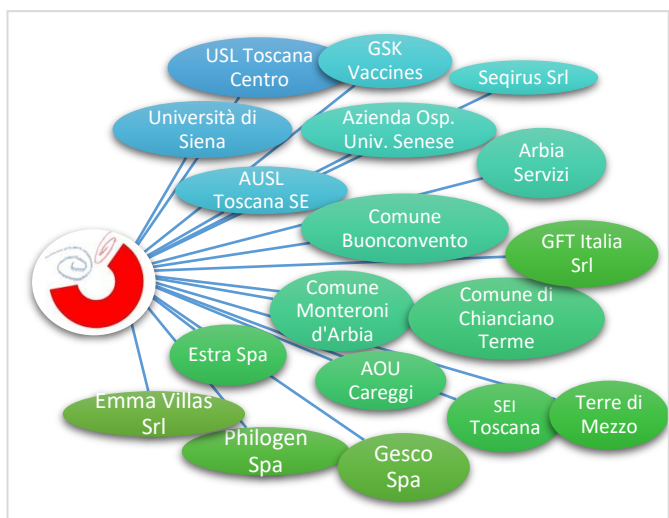 USL Toscana
Centro
GSK
Vaccines
Seqirus Srl
Università di
Siena
Azienda Osp.
Univ. Senese
Arbia
Servizi
AUSL
Toscana SE
Comune
Buonconvento
GFT Italia
Srl
Comune
Monteroni
d'Arbia
Comune di
Chianciano
Terme
Estra Spa
AOU
Careggi
Emma Villas
Srl
SEI
Toscana
Terre di
Mezzo
Philogen
Spa
Gesco
Spa